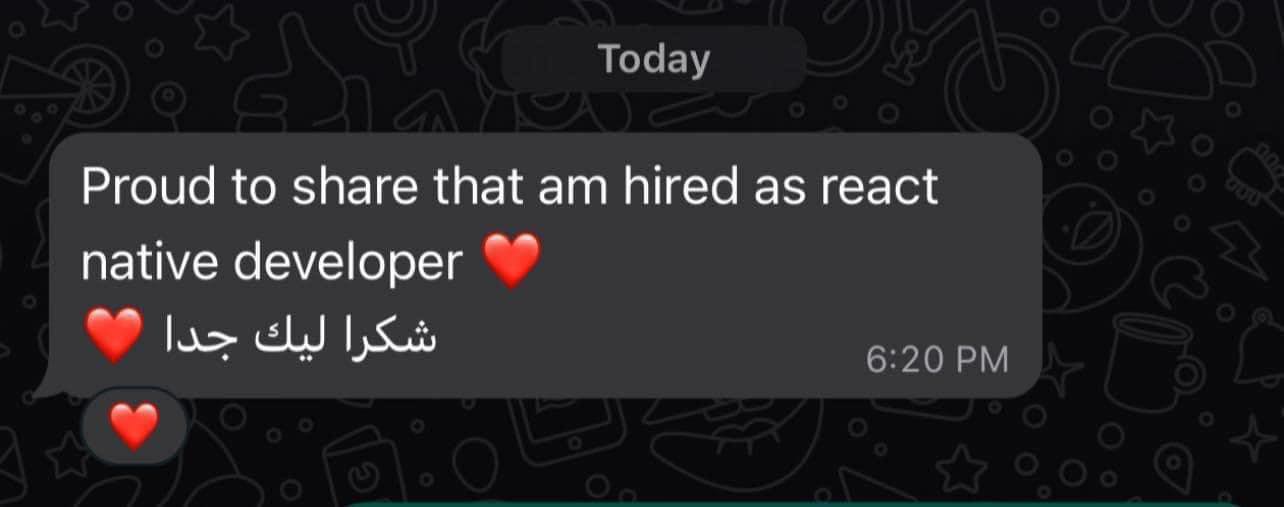 Today
Proud to share that am hired as react
native developer ❤️
شكرا ليك جدا ❤️
6:20 PM
❤️